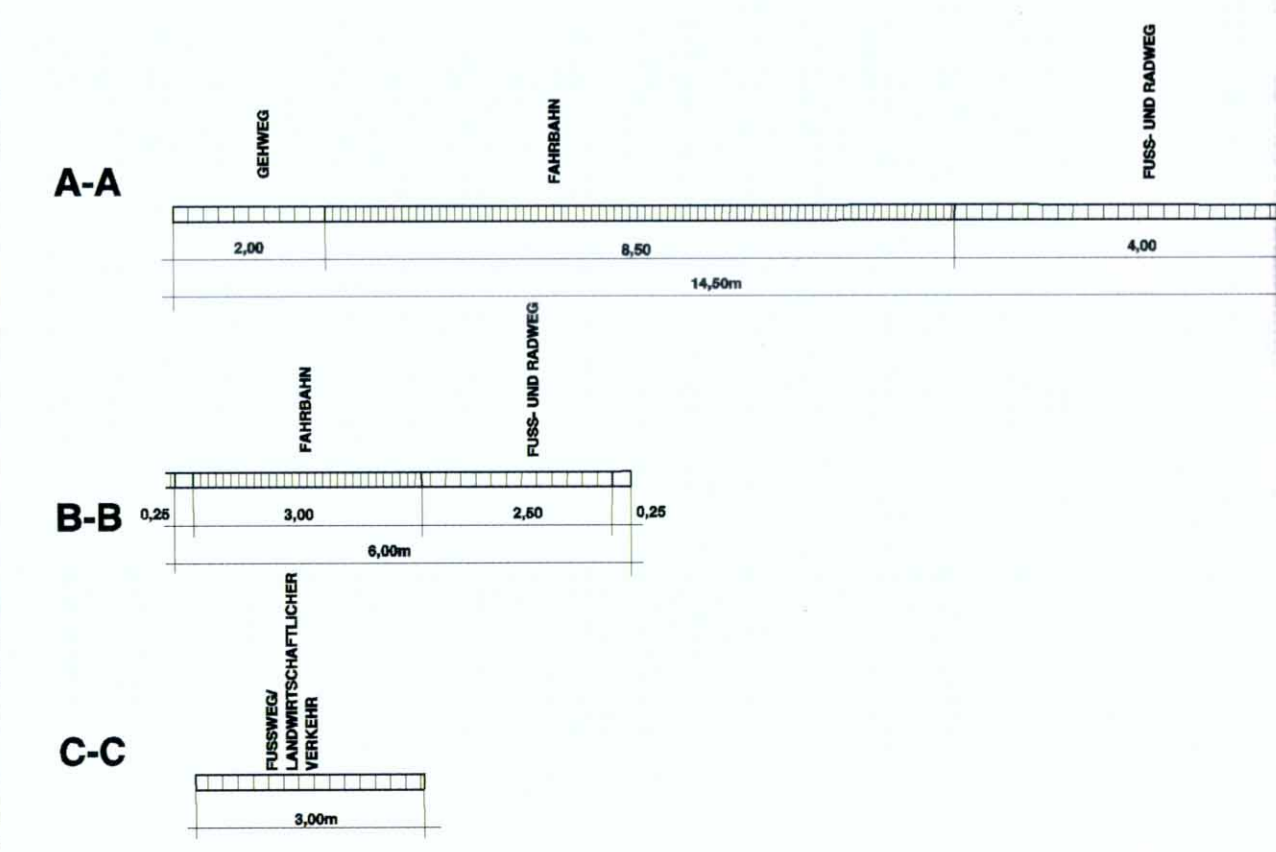 GEHWEG
FAHRBAHN
FUSS- UND RADWEG
A-A
2,00
8,50
4,00
14,50m
FAHRBAHN
FUSS- UND RADWEG
B-B
0,25
3,00
2,50
0,25
6,00m
FUSSWEG/
LANDWIRTSCHAFTLICHER
VERKEHR
C-C
3,00m